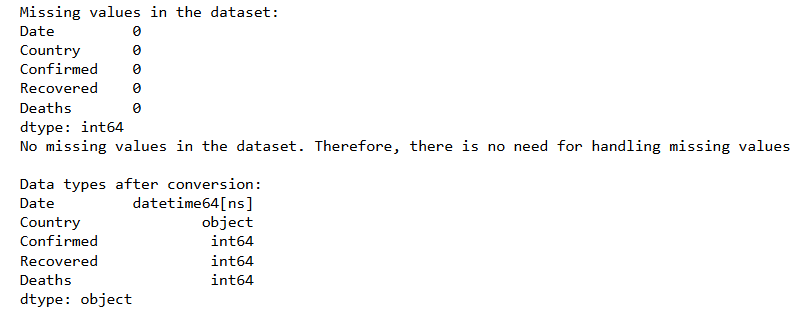 Missing values in the dataset:
Date 0
Country 0
Confirmed 0
Recovered 0
Deaths 0
dtype: int64
No missing values in the dataset. Therefore, there is no need for handling missing values
Data types after conversion:
Date datetime64[ns]
Country object
Confirmed int64
Recovered int64
Deaths int64
dtype: object